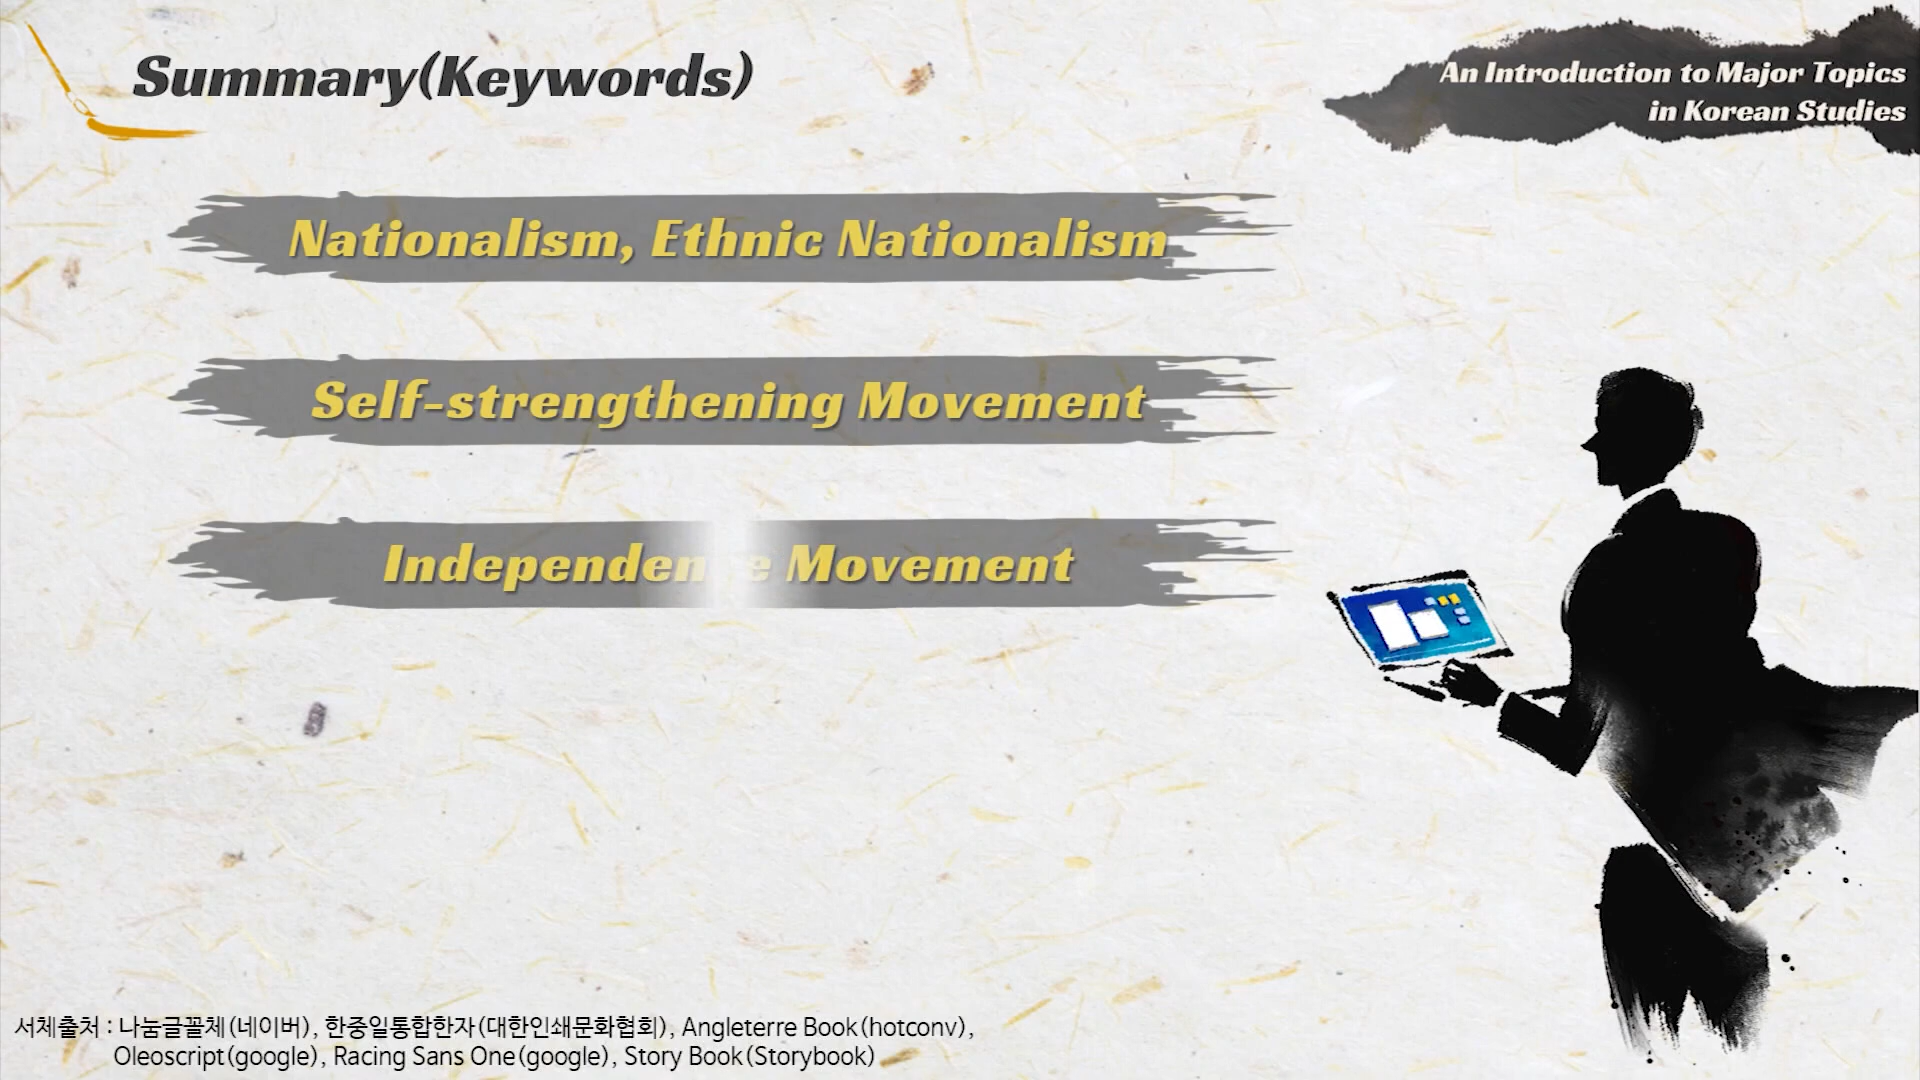 Summary(Keywords)
An Introduction to Major Topics
in Korean Studies
Nationalism, Ethnic Nationalism
Self-strengthening Movement
Independence Movement
서체출처 : 나눔글꼴체(네이버), 한중일통합한자(대한인쇄문화협회), Angleterre Book(hotconv),
Oleoscript(google), Racing Sans One(google), Story Book(Storybook)